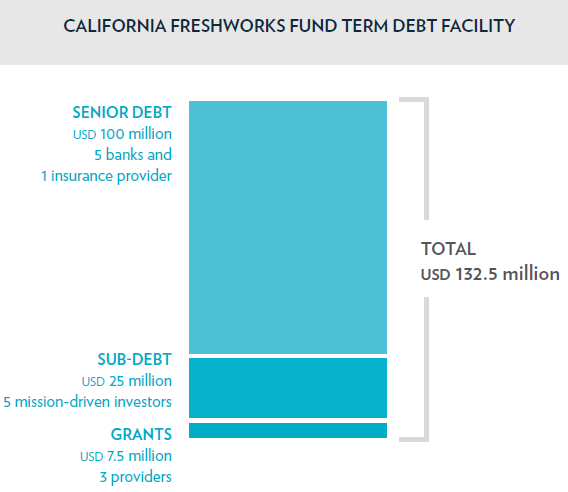 CALIFORNIA FRESHWORKS FUND TERM DEBT FACILITY
SENIOR DEBT
USD 100 million
5 banks and
1 insurance provider
TOTAL
USD 132.5 million
SUB-DEBT
USD 25 million
5 mission-driven investors
GRANTS
USD 7.5 million
3 providers